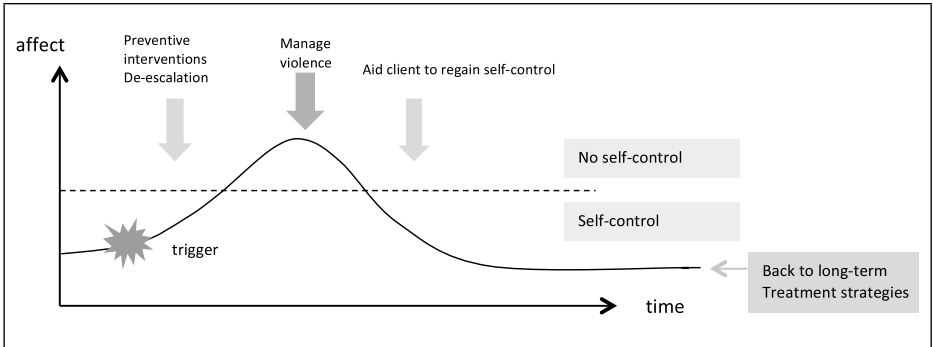 affect
Preventive
interventions
De-escalation
Manage
violence
Aid client to regain self-control
No self-control
Self-control
trigger
Back to long-term
Treatment strategies
time